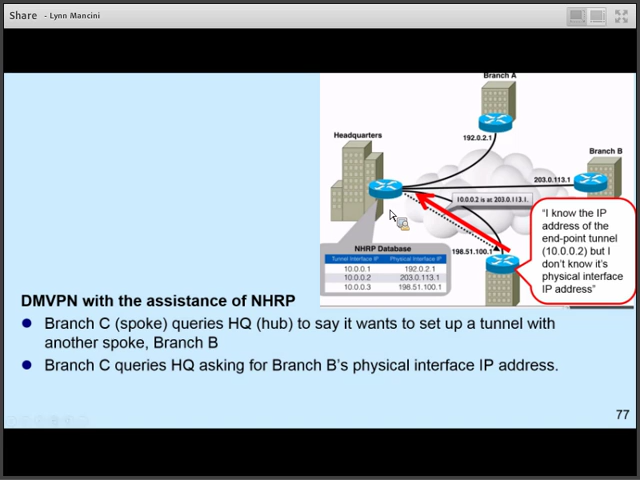 Share - Lynn Mancini
Branch A
192.0.2.1
Headquarters
Branch B
203.0.113.1
10.0.0.2 is at 203.0.113.1.
"I know the IP
address of the
end-point tunnel
(10.0.0.2) but I
don't know it's
physical interface
IP address"
198.51.100.1
NHRP Database
Tunnel Interface IP Physical Interface IP
10.0.0.1 192.0.2.1
10.0.0.2 203.0.113.1
10.0.0.3 198.51.100.1
DMVPN with the assistance of NHRP
Branch C (spoke) queries HQ (hub) to say it wants to set up a tunnel with
another spoke, Branch B
Branch C queries HQ asking for Branch B's physical interface IP address.
77